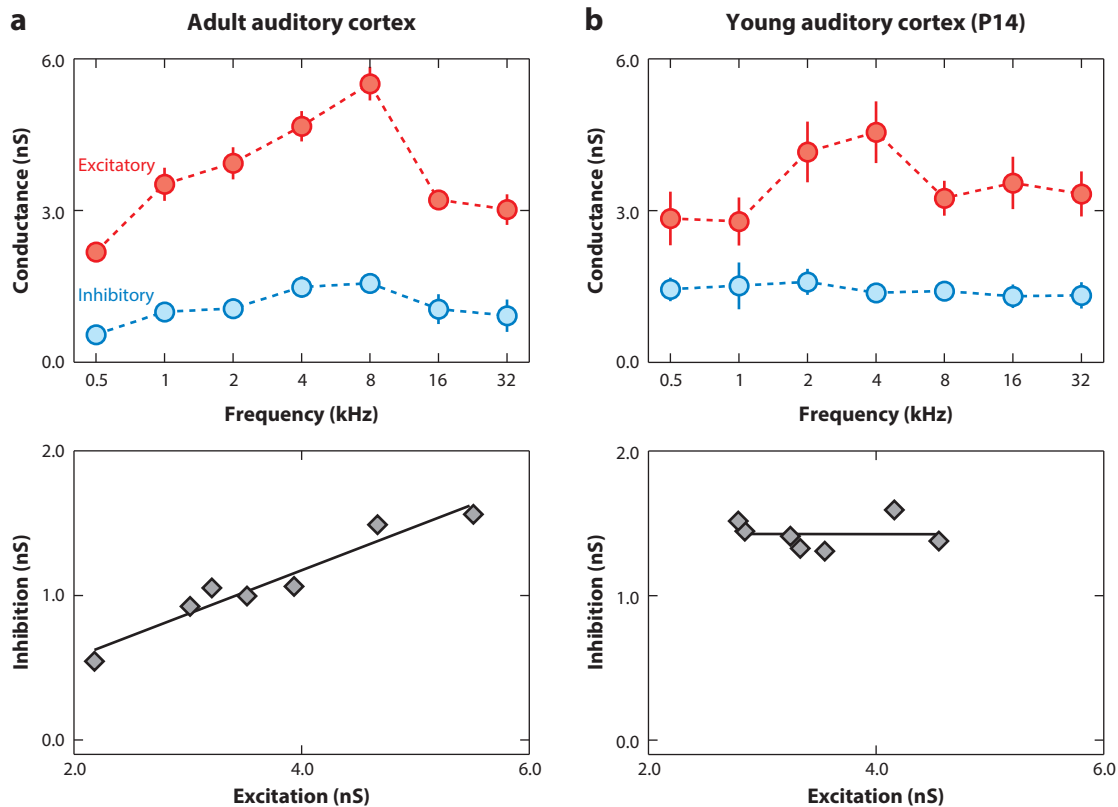 a
Adult auditory cortex
6.0
3.0
0.0
Conductance (nS)
Excitatory
Inhibitory
0.5 1 2 4 8 16 32
Frequency (kHz)
2.0
1.0
0.0
Inhibition (nS)
2.0 4.0 6.0
Excitation (nS)
b
Young auditory cortex (P14)
6.0
3.0
0.0
Conductance (nS)
0.5 1 2 4 8 16 32
Frequency (kHz)
2.0
1.0
0.0
Inhibition (nS)
2.0 4.0 6.0
Excitation (nS)